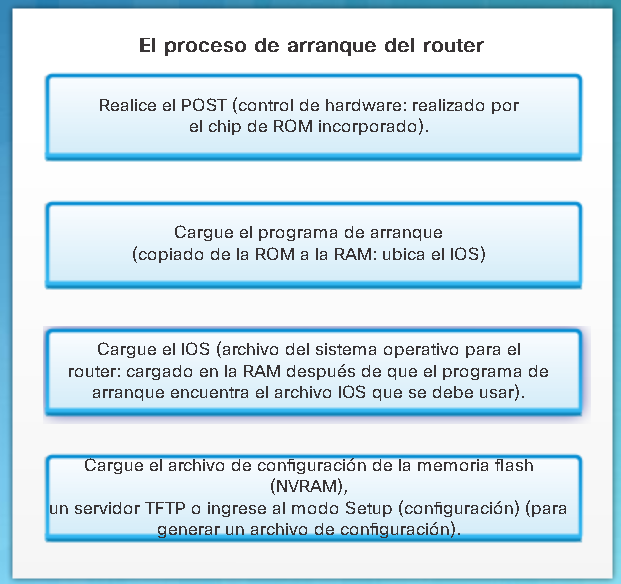 El proceso de arranque del router
Realice el POST (control de hardware: realizado por
el chip de ROM incorporado).
Cargue el programa de arranque
(copiado de la ROM a la RAM: ubica el IOS)
Cargue el IOS (archivo del sistema operativo para el
router: cargado en la RAM después de que el programa de
arranque encuentra el archivo IOS que se debe usar).
Cargue el archivo de configuración de la memoria flash
(NVRAM),
un servidor TFTP o ingrese al modo Setup (configuración) (para
generar un archivo de configuración).